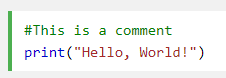 #This is a comment
print("Hello, World!")